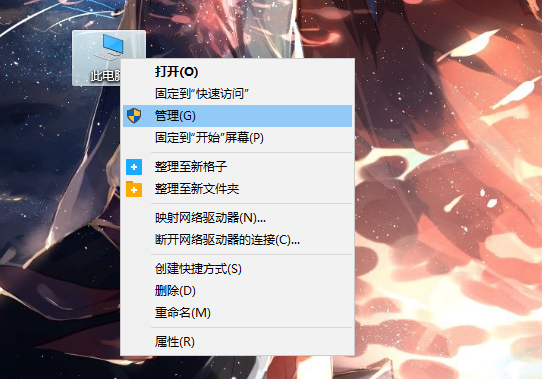 此电脑
打开(O)
固定到“快速访问”
管理(G)
固定到“开始”屏幕(P)
整理至新格子
整理至新文件夹
映射网络驱动器(N)...
断开网络驱动器的连接(C)...
创建快捷方式(S)
删除(D)
重命名(M)
属性(R)